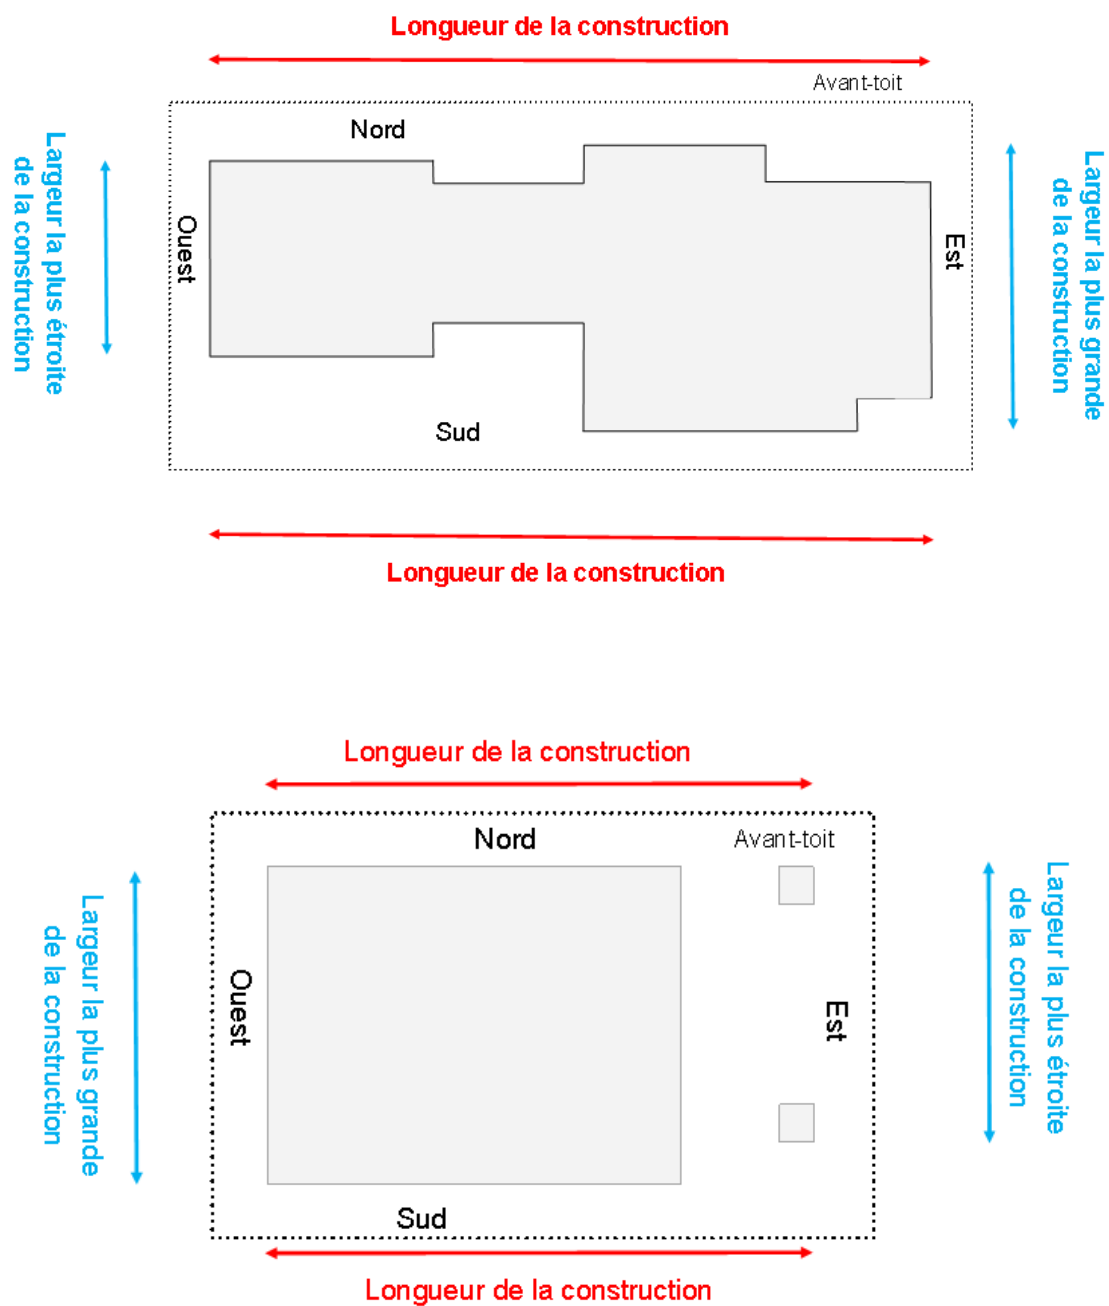 Longueur de la construction
Avant-toit
Nord
Largeur la plus étroite
de la construction
Ouest
Est
Largeur la plus grande
de la construction
Sud
Longueur de la construction
Longueur de la construction
Nord
Avant-toit
Largeur la plus grande
de la construction
Ouest
Est
Largeur la plus étroite
de la construction
Sud
Longueur de la construction